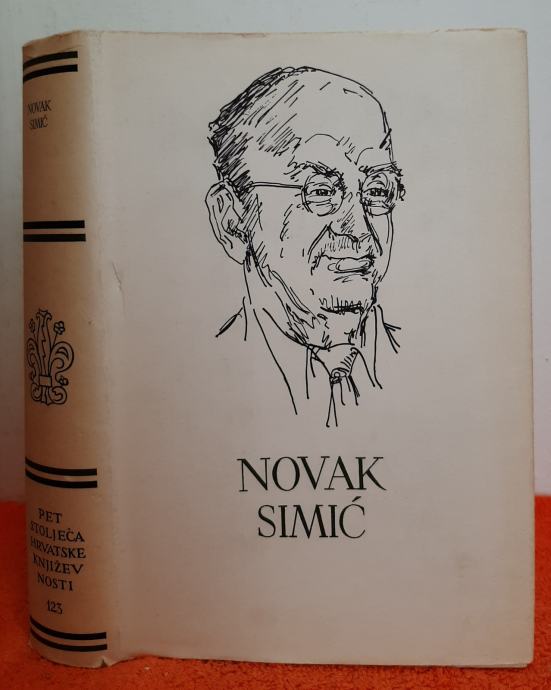 NOVAK
SIMIĆ
PET
STOLJEĆA
HRVATSKE
KNJIŽEV
NOSTI
123
NOVAK
SIMIĆ